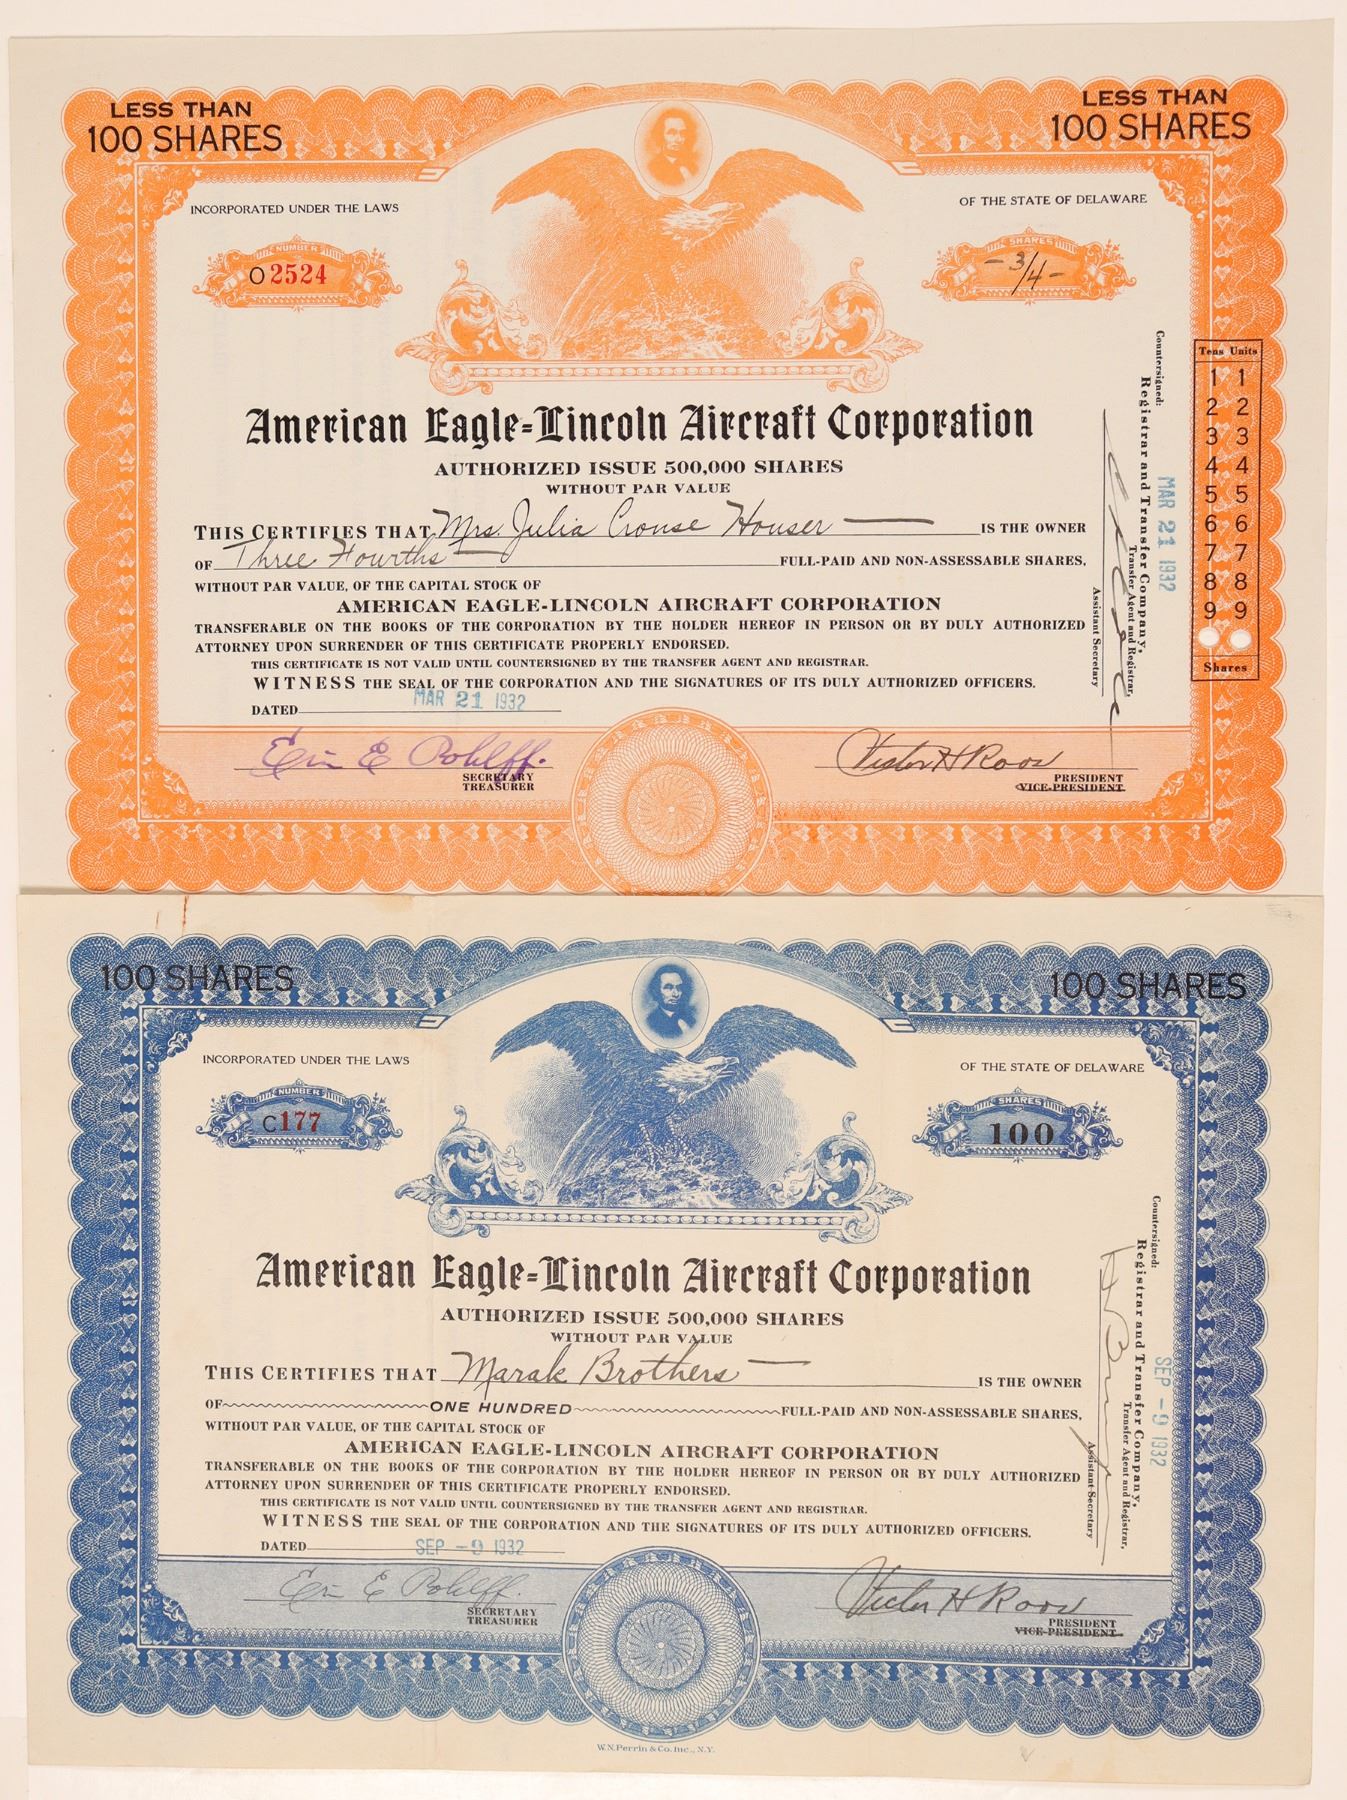 LESS THAN
100 SHARES
LESS THAN
100 SHARES
INCORPORATED UNDER THE LAWS
OF THE STATE OF DELAWARE
NUMBER
O2524
SHARES
- 3/4 -
American Eagle-Lincoln Aircraft Corporation
AUTHORIZED ISSUE 500,000 SHARES
WITHOUT PAR VALUE
THIS CERTIFIES THAT Mrs. Julia Crouse Houser IS THE OWNER
OF Three Fourths FULL-PAID AND NON-ASSESSABLE SHARES,
WITHOUT PAR VALUE, OF THE CAPITAL STOCK OF
AMERICAN EAGLE-LINCOLN AIRCRAFT CORPORATION
TRANSFERABLE ON THE BOOKS OF THE CORPORATION BY THE HOLDER HEREOF IN PERSON OR BY DULY AUTHORIZED
ATTORNEY UPON SURRENDER OF THIS CERTIFICATE PROPERLY ENDORSED.
THIS CERTIFICATE IS NOT VALID UNTIL COUNTERSIGNED BY THE TRANSFER AGENT AND REGISTRAR.
WITNESS THE SEAL OF THE CORPORATION AND THE SIGNATURES OF ITS DULY AUTHORIZED OFFICERS.
DATED MAR 21 1932
Countersigned:
Registrar and Transfer Company,
Transfer Agent and Registrar,
MAR 21 1932
Assistant Secretary
Tens Units
1 1
2 2
3 3
4 4
5 5
6 6
7 7
8 8
9 9
Shares
Erin E Rohlff.
SECRETARY
TREASURER
Victor H Roos
PRESIDENT
VICE-PRESIDENT
100 SHARES
100 SHARES
INCORPORATED UNDER THE LAWS
OF THE STATE OF DELAWARE
NUMBER
C177
SHARES
100
American Eagle-Lincoln Aircraft Corporation
AUTHORIZED ISSUE 500,000 SHARES
WITHOUT PAR VALUE
THIS CERTIFIES THAT Marak Brothers IS THE OWNER
OF ONE HUNDRED FULL-PAID AND NON-ASSESSABLE SHARES,
WITHOUT PAR VALUE, OF THE CAPITAL STOCK OF
AMERICAN EAGLE-LINCOLN AIRCRAFT CORPORATION
TRANSFERABLE ON THE BOOKS OF THE CORPORATION BY THE HOLDER HEREOF IN PERSON OR BY DULY AUTHORIZED
ATTORNEY UPON SURRENDER OF THIS CERTIFICATE PROPERLY ENDORSED.
THIS CERTIFICATE IS NOT VALID UNTIL COUNTERSIGNED BY THE TRANSFER AGENT AND REGISTRAR.
WITNESS THE SEAL OF THE CORPORATION AND THE SIGNATURES OF ITS DULY AUTHORIZED OFFICERS.
DATED SEP -9 1932
Countersigned:
Registrar and Transfer Company,
Transfer Agent and Registrar,
SEP -9 1932
Assistant Secretary
Erin E Rohlff.
SECRETARY
TREASURER
Victor H Roos
PRESIDENT
VICE-PRESIDENT
W.N. Perrin & Co. Inc., N.Y.